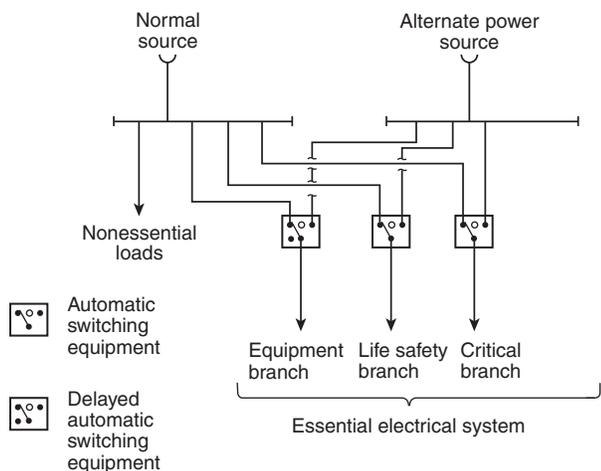 Normal
source
Alternate power
source
Nonessential
loads
Automatic
switching
equipment
Equipment
branch
Life safety
branch
Critical
branch
Delayed
automatic
switching
equipment
Essential electrical system